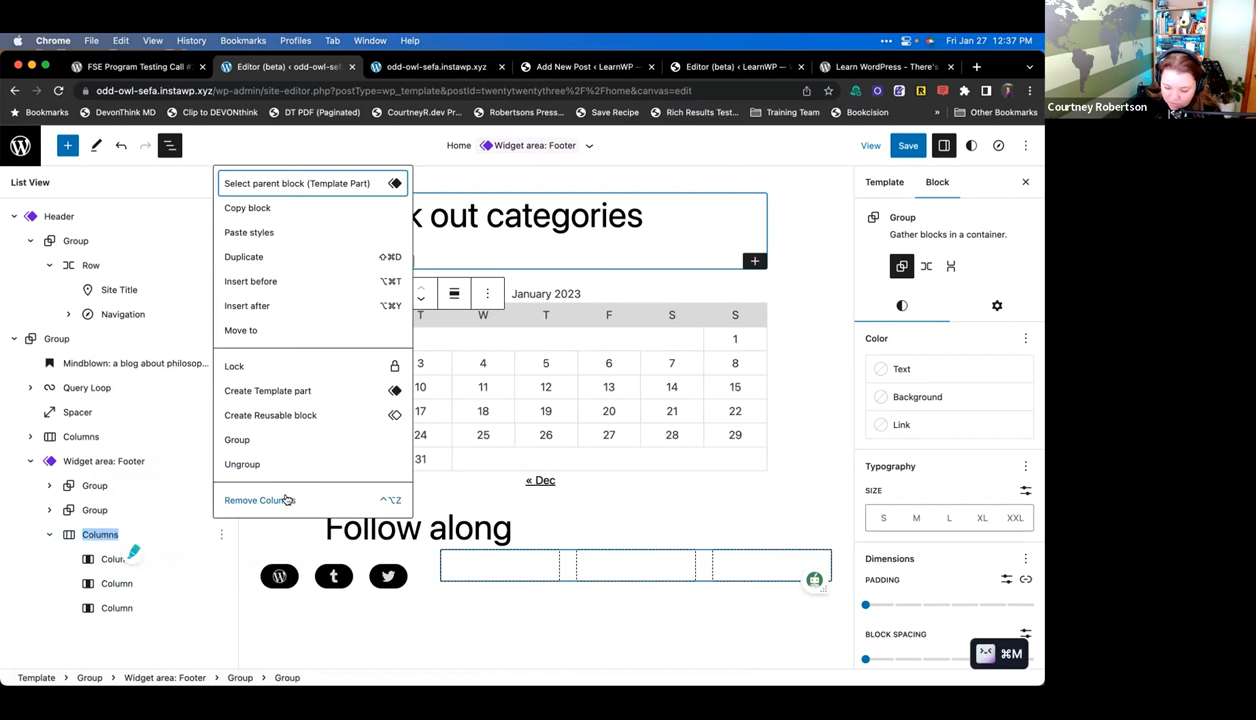 Chrome File Edit View History Bookmarks Profiles Tab Window Help
Fri Jan 27 12:37 PM
Courtney Robertson
FSE Program Testing Call #
Editor (beta) ‹ odd-owl-sef
odd-owl-sefa.instawp.xyz
Add New Post ‹ LearnWP —
Editor (beta) ‹ LearnWP —
Learn WordPress - There's
odd-owl-sefa.instawp.xyz/wp-admin/site-editor.php?postType=wp_template&postId=twentytwentythree%2F%2Fhome&canvas=edit
Bookmarks
DevonThink MD
Clip to DEVONthink
DT PDF (Paginated)
CourtneyR.dev Pr...
Robertsons Press...
Save Recipe
Rich Results Test...
Training Team
Bookcision
»
Other Bookmarks
Home
Widget area: Footer
View
Save
List View
Header
Group
Row
Site Title
Navigation
Group
Mindblown: a blog about philosop...
Query Loop
Spacer
Columns
Widget area: Footer
Group
Group
Columns
Colun
Column
Column
Select parent block (Template Part)
Copy block
Paste styles
Duplicate ⇧⌘D
Insert before ⌥⌘T
Insert after ⌥⌘Y
Move to
Lock
Create Template part
Create Reusable block
Group
Ungroup
Remove Columns ^⌥Z
k out categories
January 2023
T W T F S S
1
3 4 5 6 7 8
10 11 12 13 14 15
17 18 19 20 21 22
24 25 26 27 28 29
31
« Dec
Follow along
Template
Block
Group
Gather blocks in a container.
Color
Text
Background
Link
Typography
SIZE
S M L XL XXL
Dimensions
PADDING
BLOCK SPACING
⌘M
Template › Group › Widget area: Footer › Group › Group